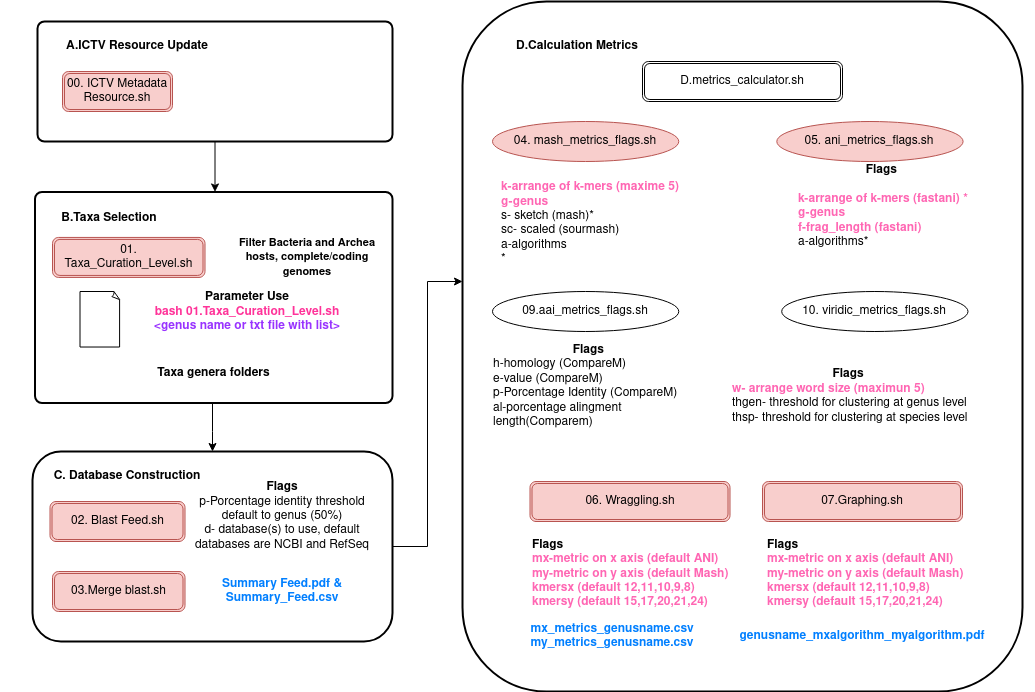 A.ICTV Resource Update
00. ICTV Metadata
Resource.sh
B.Taxa Selection
01.
Taxa_Curation_Level.sh
Filter Bacteria and Archea
hosts, complete/coding
genomes
Parameter Use
bash 01.Taxa_Curation_Level.sh
<genus name or txt file with list>
Taxa genera folders
C. Database Construction
02. Blast Feed.sh
Flags
p-Porcentage identity threshold
default to genus (50%)
d- database(s) to use, default
databases are NCBI and RefSeq
03.Merge blast.sh
Summary Feed.pdf &
Summary_Feed.csv
D.Calculation Metrics
D.metrics_calculator.sh
04. mash_metrics_flags.sh
k-arrange of k-mers (maxime 5)
g-genus
s- sketch (mash)*
sc- scaled (sourmash)
a-algorithms
*
05. ani_metrics_flags.sh
Flags
k-arrange of k-mers (fastani) *
g-genus
f-frag_length (fastani)
a-algorithms*
09.aai_metrics_flags.sh
Flags
h-homology (CompareM)
e-value (CompareM)
p-Porcentage Identity (CompareM)
al-porcentage alingment
length(Comparem)
10. viridic_metrics_flags.sh
Flags
w- arrange word size (maximun 5)
thgen- threshold for clustering at genus level
thsp- threshold for clustering at species level
06. Wraggling.sh
Flags
mx-metric on x axis (default ANI)
my-metric on y axis (default Mash)
kmersx (default 12,11,10,9,8)
kmersy (default 15,17,20,21,24)
mx_metrics_genusname.csv
my_metrics_genusname.csv
07.Graphing.sh
Flags
mx-metric on x axis (default ANI)
my-metric on y axis (default Mash)
kmersx (default 12,11,10,9,8)
kmersy (default 15,17,20,21,24)
genusname_mxalgorithm_myalgorithm.pdf